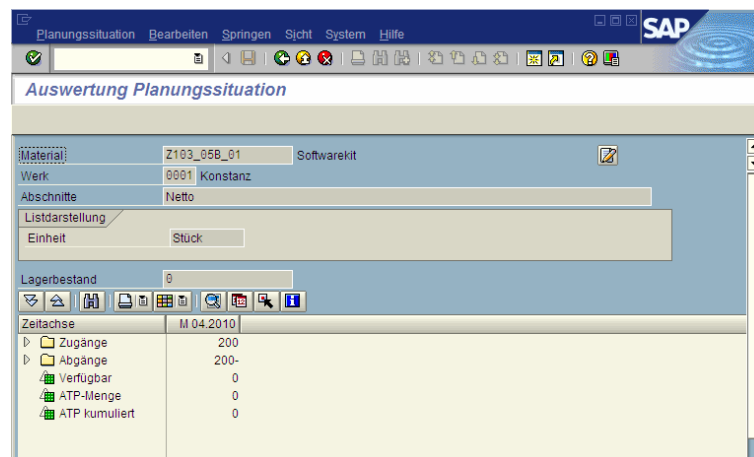 Planungssituation Bearbeiten Springen Sicht System Hilfe
SAP
Auswertung Planungssituation
Material Z103_05B_01 Softwarekit
Werk 0001 Konstanz
Abschnitte Netto
Listdarstellung
Einheit Stück
Lagerbestand 0
Zeitachse M 04.2010
Zugänge 200
Abgänge 200-
Verfügbar 0
ATP-Menge 0
ATP kumuliert 0